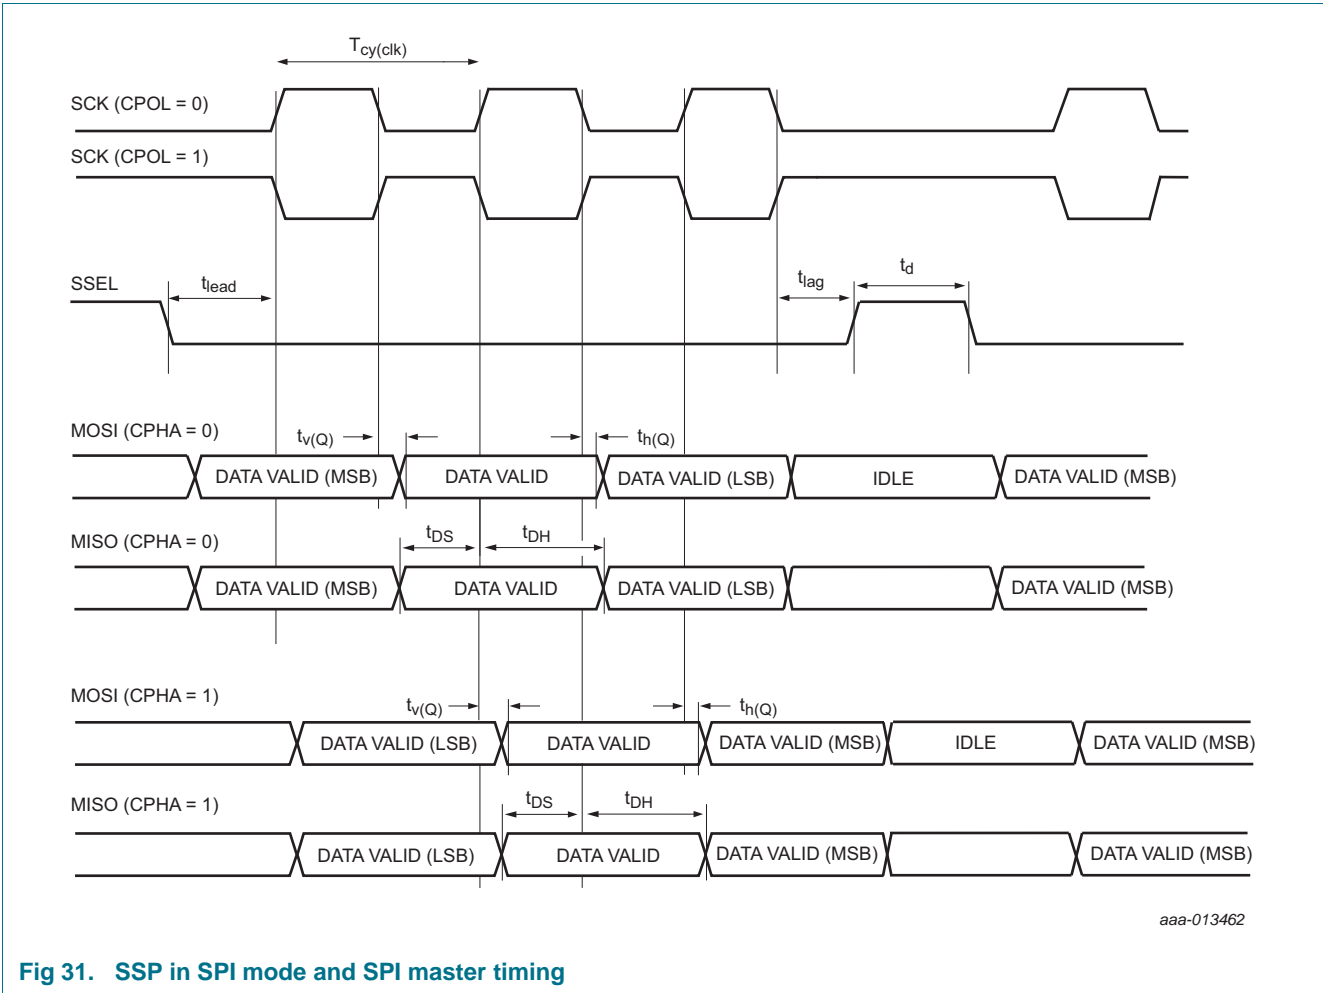 Tcy(clk)
SCK (CPOL = 0)
SCK (CPOL = 1)
SSEL
tlead
tlag
td
MOSI (CPHA = 0)
tv(Q)
th(Q)
DATA VALID (MSB)
DATA VALID
DATA VALID (LSB)
IDLE
DATA VALID (MSB)
MISO (CPHA = 0)
tDS
tDH
DATA VALID (MSB)
DATA VALID
DATA VALID (LSB)
DATA VALID (MSB)
MOSI (CPHA = 1)
tv(Q)
th(Q)
DATA VALID (LSB)
DATA VALID
DATA VALID (MSB)
IDLE
DATA VALID (MSB)
MISO (CPHA = 1)
tDS
tDH
DATA VALID (LSB)
DATA VALID
DATA VALID (MSB)
DATA VALID (MSB)
aaa-013462
Fig 31. SSP in SPI mode and SPI master timing